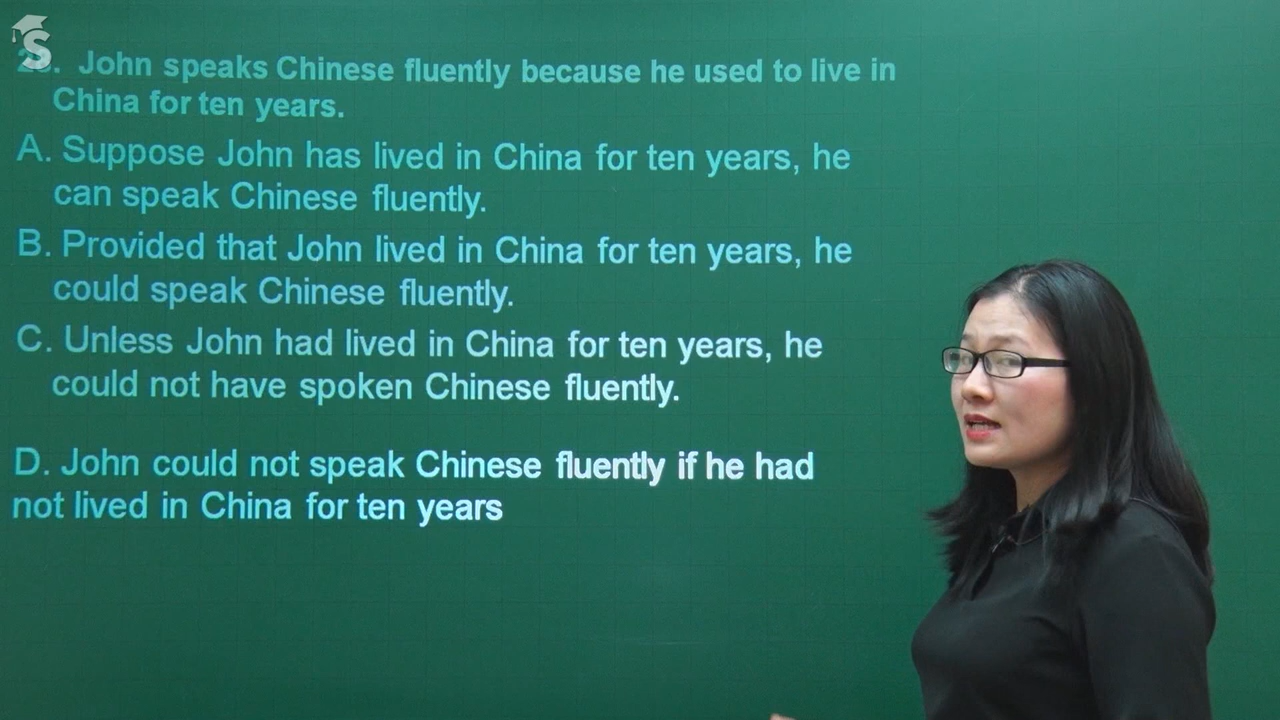 S
John speaks Chinese fluently because he used to live in
China for ten years.
A. Suppose John has lived in China for ten years, he
can speak Chinese fluently.
B. Provided that John lived in China for ten years, he
could speak Chinese fluently.
C. Unless John had lived in China for ten years, he
could not have spoken Chinese fluently.
D. John could not speak Chinese fluently if he had
not lived in China for ten years